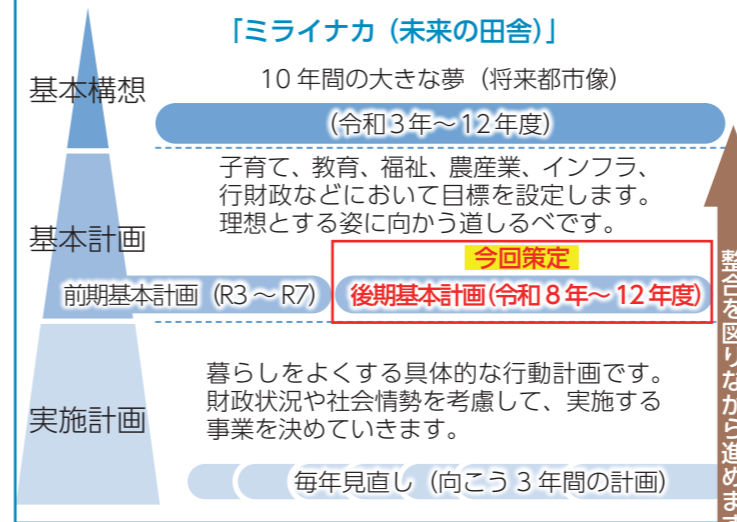 「ミライナカ（未来の田舎）」
基本構想
10年間の大きな夢（将来都市像）
（令和３年～12年度）
基本計画
子育て、教育、福祉、農産業、インフラ、
行財政などにおいて目標を設定します。
理想とする姿に向かう道しるべです。
今回策定
前期基本計画（R3～R7）
後期基本計画（令和８年～12年度）
実施計画
暮らしをよくする具体的な行動計画です。
財政状況や社会情勢を考慮して、実施する
事業を決めていきます。
毎年見直し（向こう３年間の計画）
整合を図りながら進めます